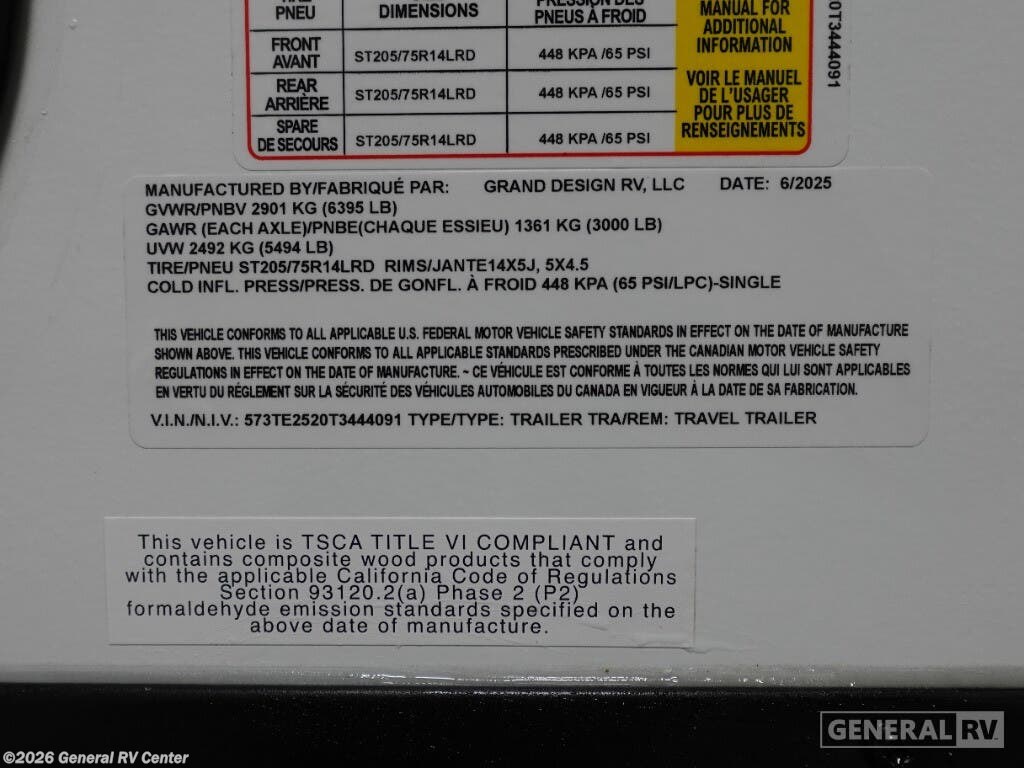 PNEU DIMENSIONS PNEUS À FROID
MANUAL FOR
ADDITIONAL
INFORMATION
FRONT
AVANT ST205/75R14LRD 448 KPA /65 PSI
REAR
ARRIÈRE ST205/75R14LRD 448 KPA /65 PSI
SPARE
DE SECOURS ST205/75R14LRD 448 KPA /65 PSI
VOIR LE MANUEL
DE L'USAGER
POUR PLUS DE
RENSEIGNEMENTS
0T3444091
MANUFACTURED BY/FABRIQUÉ PAR: GRAND DESIGN RV, LLC DATE: 6/2025
GVWR/PNBV 2901 KG (6395 LB)
GAWR (EACH AXLE)/PNBE(CHAQUE ESSIEU) 1361 KG (3000 LB)
UVW 2492 KG (5494 LB)
TIRE/PNEU ST205/75R14LRD RIMS/JANTE14X5J, 5X4.5
COLD INFL. PRESS/PRESS. DE GONFL. À FROID 448 KPA (65 PSI/LPC)-SINGLE
THIS VEHICLE CONFORMS TO ALL APPLICABLE U.S. FEDERAL MOTOR VEHICLE SAFETY STANDARDS IN EFFECT ON THE DATE OF MANUFACTURE
SHOWN ABOVE. THIS VEHICLE CONFORMS TO ALL APPLICABLE STANDARDS PRESCRIBED UNDER THE CANADIAN MOTOR VEHICLE SAFETY
REGULATIONS IN EFFECT ON THE DATE OF MANUFACTURE. ~ CE VÉHICULE EST CONFORME À TOUTES LES NORMES QUI LUI SONT APPLICABLES
EN VERTU DU RÉGLEMENT SUR LA SÉCURITÉ DES VÉHICULES AUTOMOBILES DU CANADA EN VIGUEUR À LA DATE DE SA FABRICATION.
V.I.N./N.I.V.: 573TE2520T3444091 TYPE/TYPE: TRAILER TRA/REM: TRAVEL TRAILER
This vehicle is TSCA TITLE VI COMPLIANT and
contains composite wood products that comply
with the applicable California Code of Regulations
Section 93120.2(a) Phase 2 (P2)
formaldehyde emission standards specified on the
above date of manufacture.
GENERAL RV
©2026 General RV Center